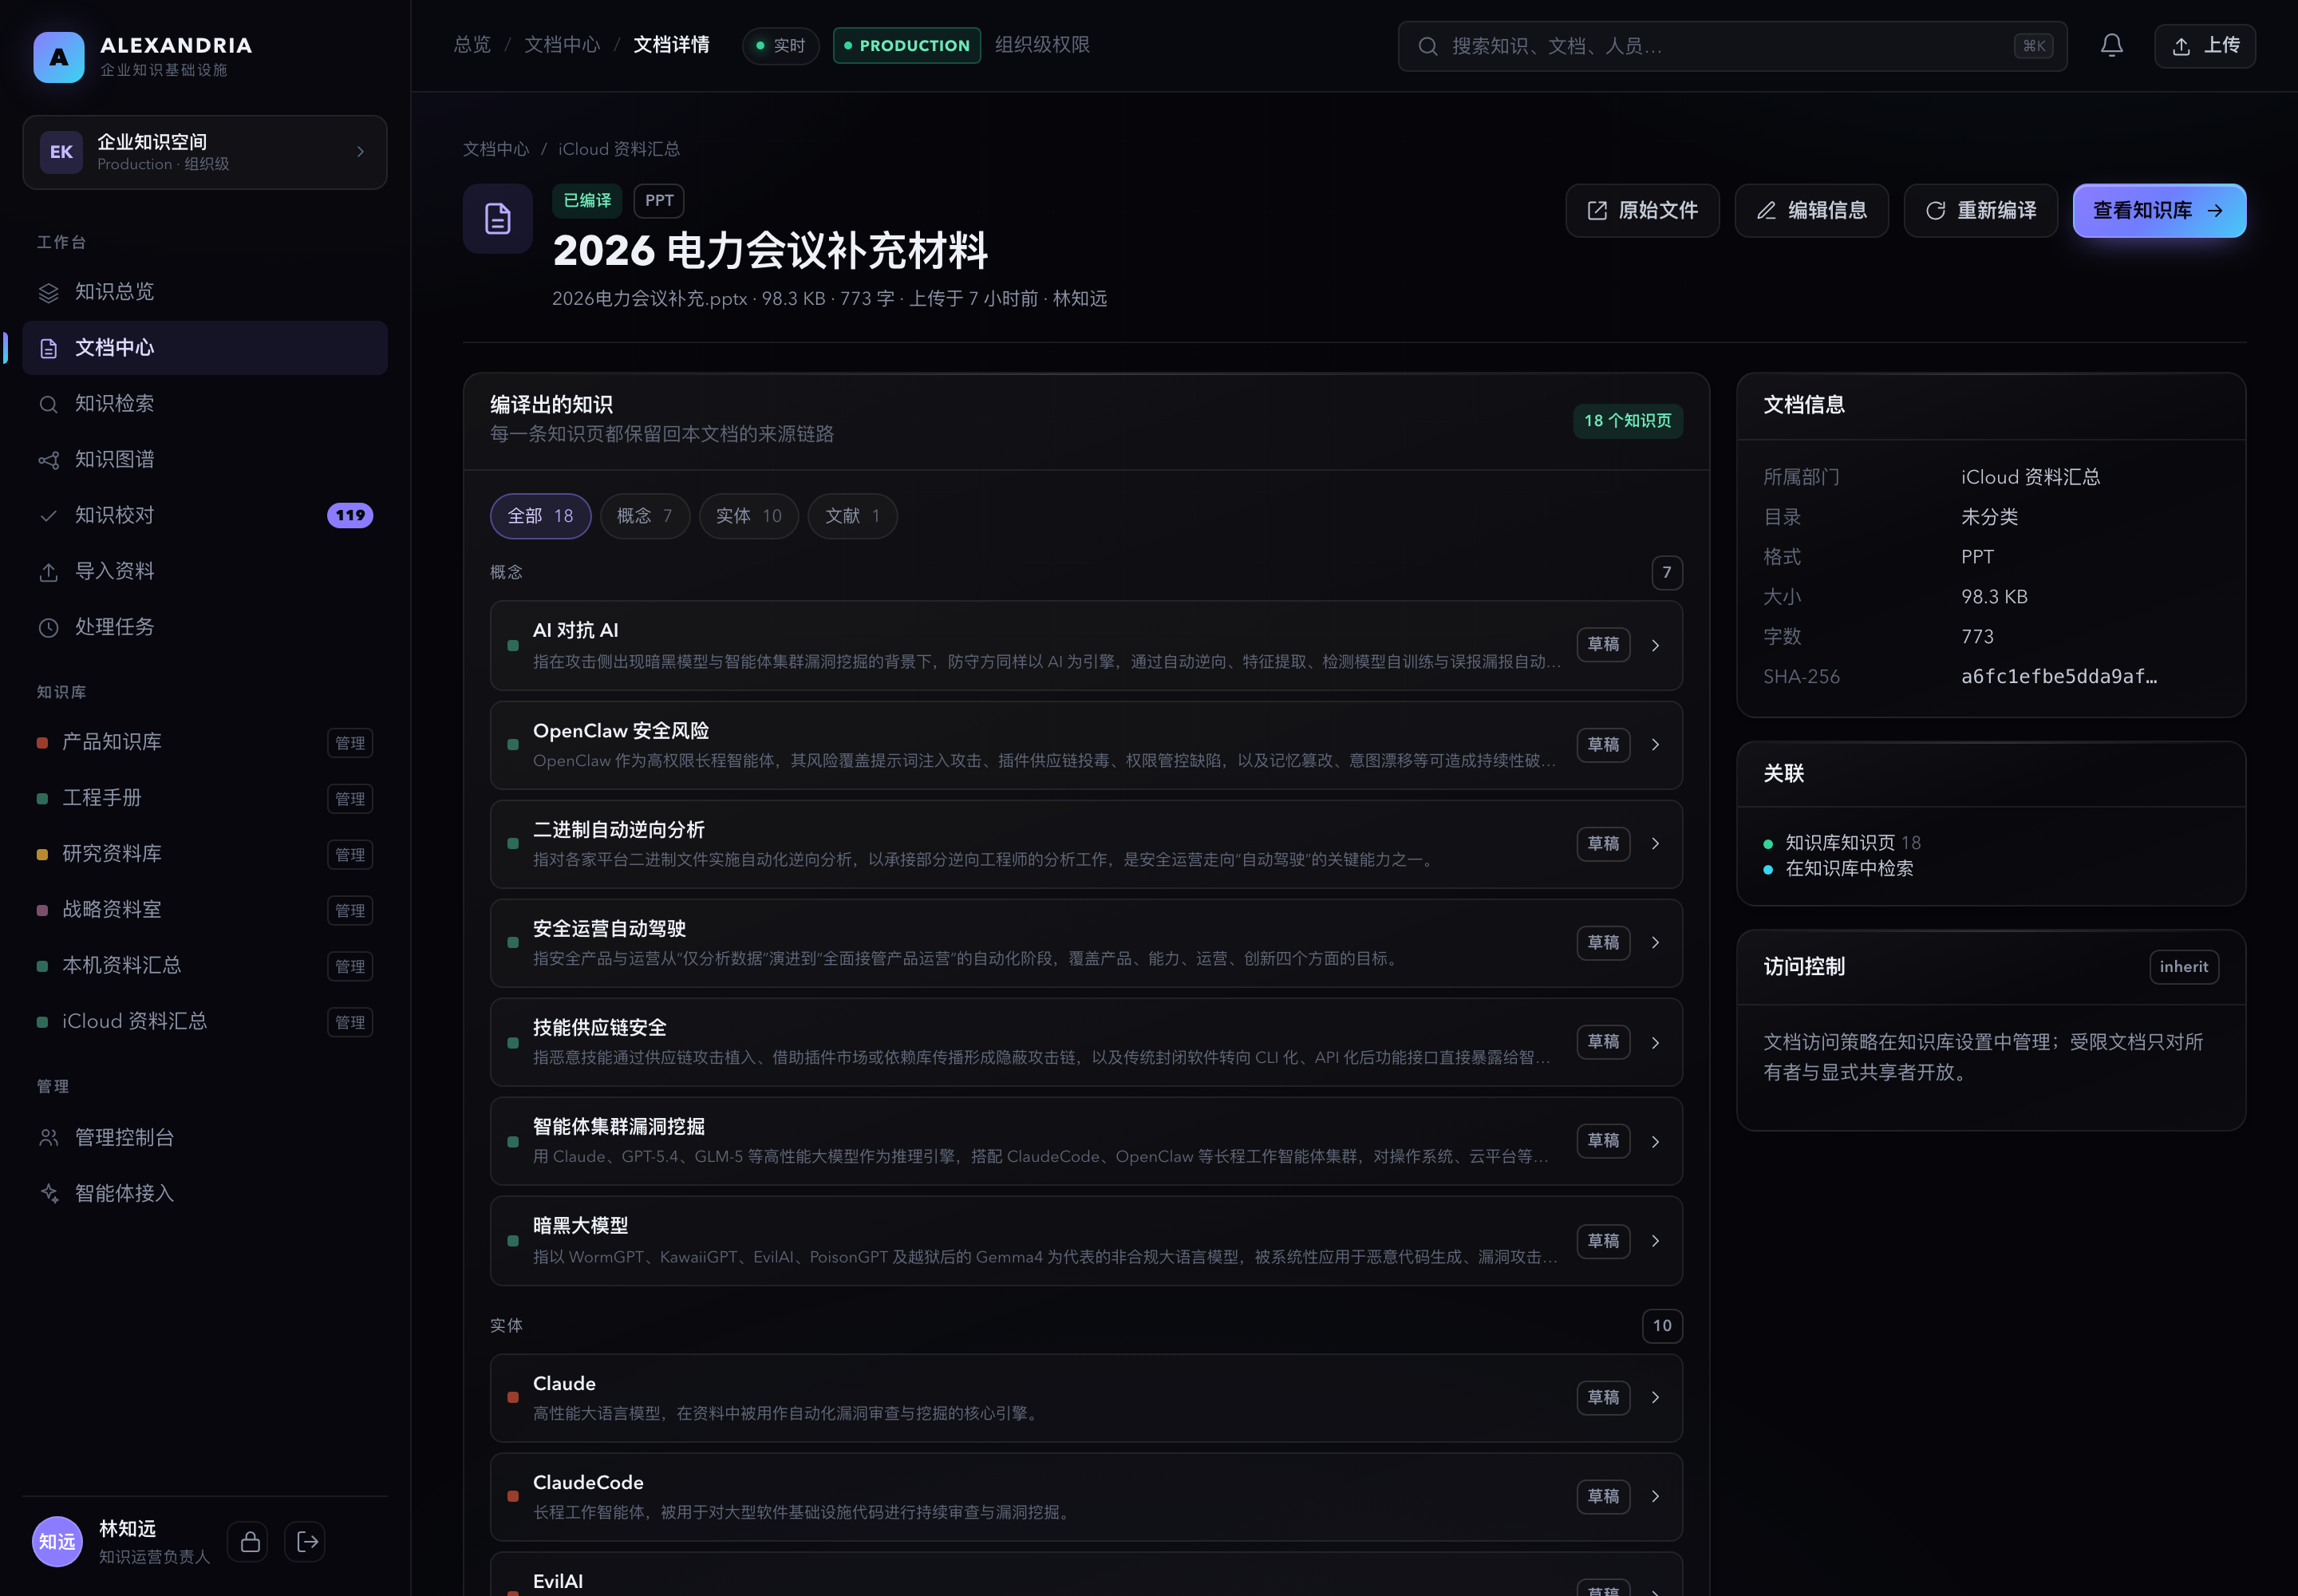 A
ALEXANDRIA
企业知识基础设施
EK
企业知识空间
Production · 组织级
工作台
知识总览
文档中心
知识检索
知识图谱
知识校对 119
导入资料
处理任务
知识库
产品知识库 管理
工程手册 管理
研究资料库 管理
战略资料室 管理
本机资料汇总 管理
iCloud 资料汇总 管理
管理
管理控制台
智能体接入
知远
林知远
知识运营负责人
总览 / 文档中心 / 文档详情 实时 PRODUCTION 组织级权限
搜索知识、文档、人员… ⌘K
上传
文档中心 / iCloud 资料汇总
已编译 PPT
2026 电力会议补充材料
2026电力会议补充.pptx · 98.3 KB · 773 字 · 上传于 7 小时前 · 林知远
原始文件 编辑信息 重新编译 查看知识库 →
编译出的知识
每一条知识页都保留回本文档的来源链路
18 个知识页
全部 18 概念 7 实体 10 文献 1
概念 7
AI 对抗 AI
指在攻击侧出现暗黑模型与智能体集群漏洞挖掘的背景下，防守方同样以 AI 为引擎，通过自动逆向、特征提取、检测模型自训练与误报漏报自动…
草稿
OpenClaw 安全风险
OpenClaw 作为高权限长程智能体，其风险覆盖提示词注入攻击、插件供应链投毒、权限管控缺陷，以及记忆篡改、意图漂移等可造成持续性破…
草稿
二进制自动逆向分析
指对各家平台二进制文件实施自动化逆向分析，以承接部分逆向工程师的分析工作，是安全运营走向“自动驾驶”的关键能力之一。
草稿
安全运营自动驾驶
指安全产品与运营从“仅分析数据”演进到“全面接管产品运营”的自动化阶段，覆盖产品、能力、运营、创新四个方面的目标。
草稿
技能供应链安全
指恶意技能通过供应链攻击植入、借助插件市场或依赖库传播形成隐蔽攻击链，以及传统封闭软件转向 CLI 化、API 化后功能接口直接暴露给智…
草稿
智能体集群漏洞挖掘
用 Claude、GPT-5.4、GLM-5 等高性能大模型作为推理引擎，搭配 ClaudeCode、OpenClaw 等长程工作智能体集群，对操作系统、云平台等…
草稿
暗黑大模型
指以 WormGPT、KawaiiGPT、EvilAI、PoisonGPT 及越狱后的 Gemma4 为代表的非合规大语言模型，被系统性应用于恶意代码生成、漏洞攻击…
草稿
实体 10
Claude
高性能大语言模型，在资料中被用作自动化漏洞审查与挖掘的核心引擎。
草稿
ClaudeCode
长程工作智能体，被用于对大型软件基础设施代码进行持续审查与漏洞挖掘。
草稿
EvilAI
草稿
文档信息
所属部门 iCloud 资料汇总
目录 未分类
格式 PPT
大小 98.3 KB
字数 773
SHA-256 a6fc1efbe5dda9af…
关联
知识库知识页 18
在知识库中检索
访问控制 inherit
文档访问策略在知识库设置中管理；受限文档只对所
有者与显式共享者开放。